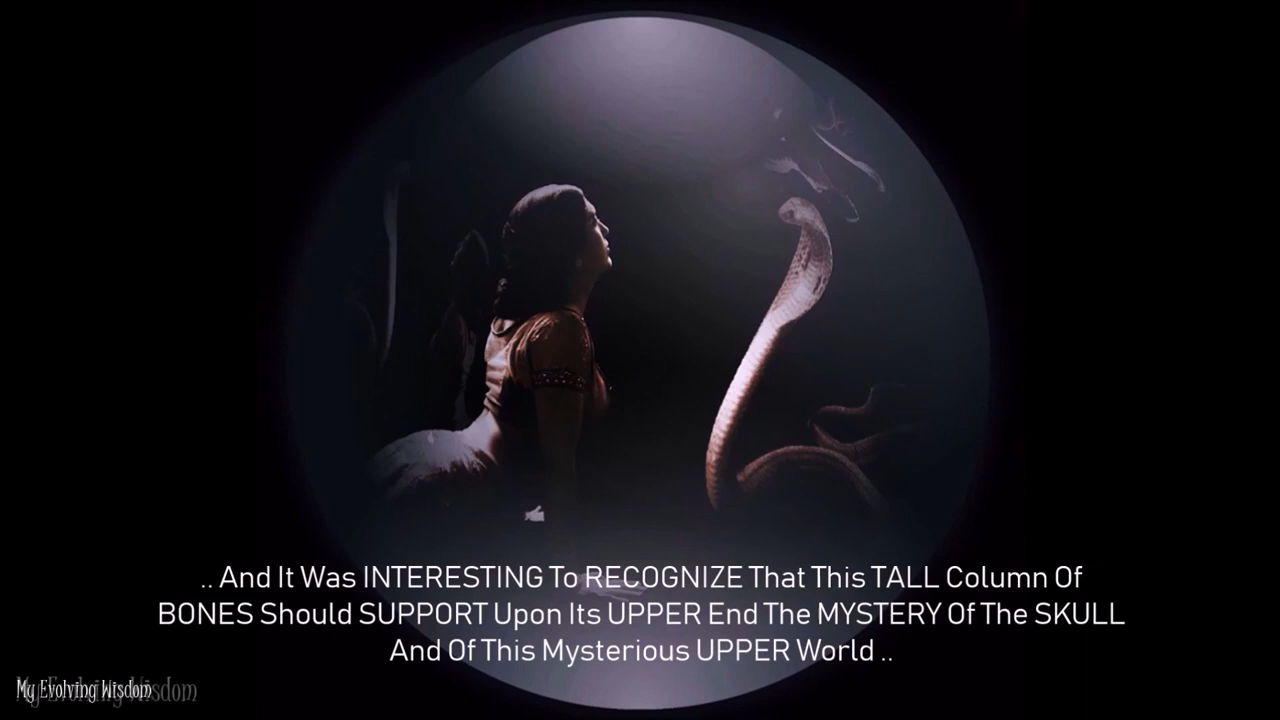 .. And It Was INTERESTING To RECOGNIZE That This TALL Column Of
BONES Should SUPPORT Upon Its UPPER End The MYSTERY Of The SKULL
And Of This Mysterious UPPER World ..
My Evolving Wisdom